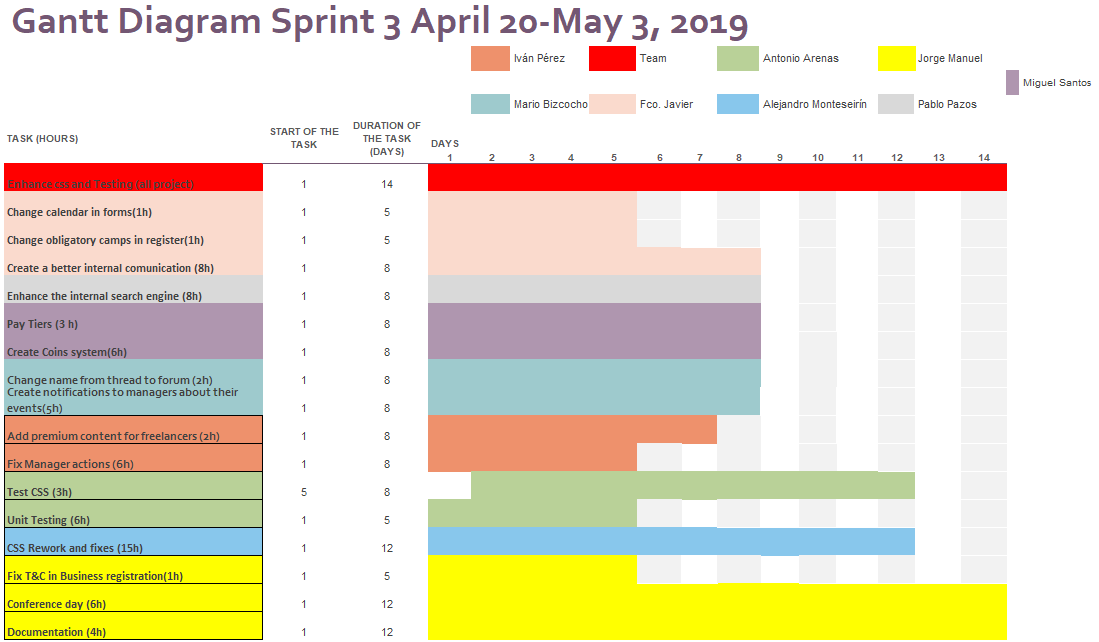 Gantt Diagram Sprint 3 April 20-May 3, 2019
Iván Pérez Team Antonio Arenas Jorge Manuel
Miguel Santos
Mario Bizcocho Fco. Javier Alejandro Monteseirín Pablo Pazos
TASK (HOURS) START OF THE TASK DURATION OF THE TASK (DAYS) DAYS
1 2 3 4 5 6 7 8 9 10 11 12 13 14
Enhance css and Testing (all project) 1 14
Change calendar in forms(1h) 1 5
Change obligatory camps in register(1h) 1 5
Create a better internal comunication (8h) 1 8
Enhance the internal search engine (8h) 1 8
Pay Tiers (3 h) 1 8
Create Coins system(6h) 1 8
Change name from thread to forum (2h) 1 8
Create notifications to managers about their
events(5h) 1 8
Add premium content for freelancers (2h) 1 8
Fix Manager actions (6h) 1 8
Test CSS (3h) 5 8
Unit Testing (6h) 1 5
CSS Rework and fixes (15h) 1 12
Fix T&C in Business registration(1h) 1 5
Conference day (6h) 1 12
Documentation (4h) 1 12